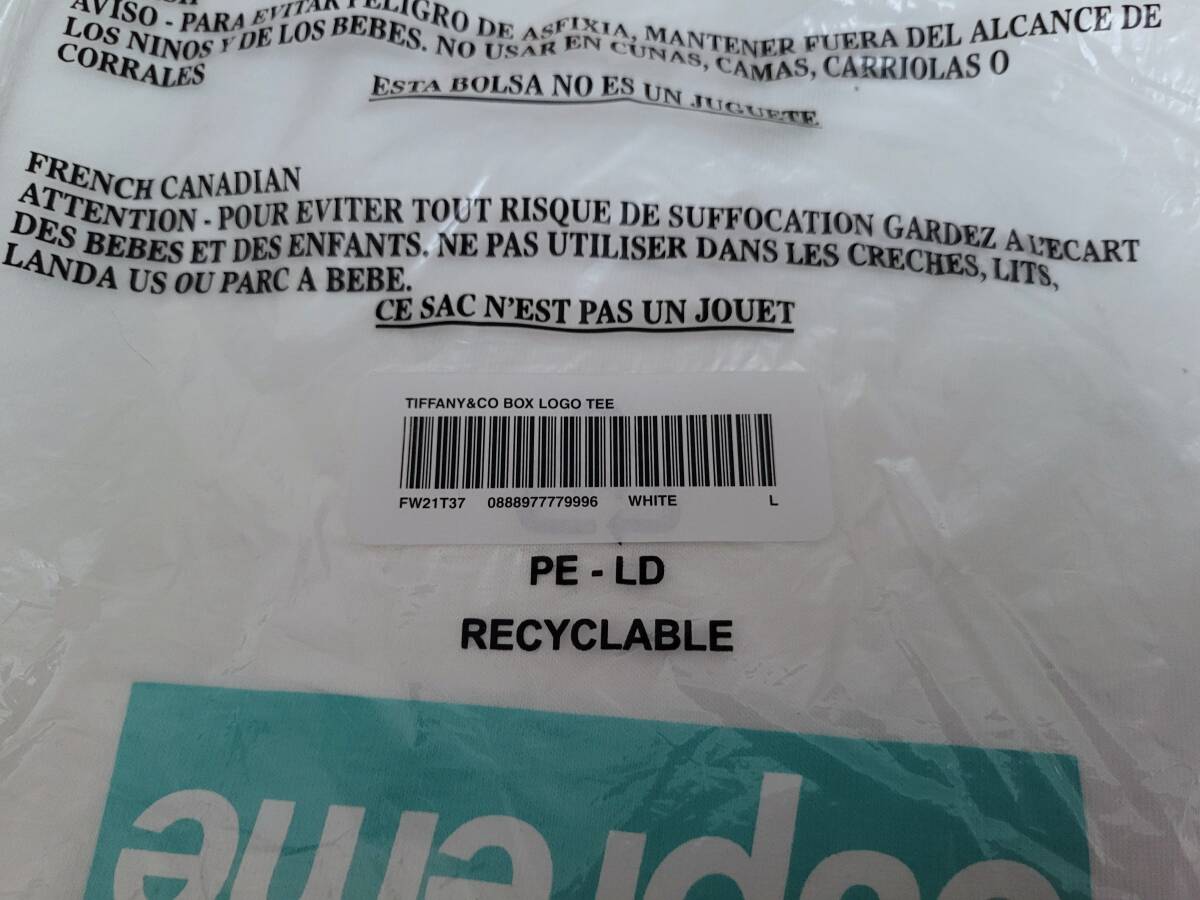 AVISO - PARA EVITAR PELIGRO DE ASFIXIA, MANTENER FUERA DEL ALCANCE DE
LOS NINOS Y DE LOS BEBES. NO USAR EN CUNAS, CAMAS, CARRIOLAS O
CORRALES
ESTA BOLSA NO ES UN JUGUETE
FRENCH CANADIAN
ATTENTION - POUR EVITER TOUT RISQUE DE SUFFOCATION GARDEZ A L'ECART
DES BEBES ET DES ENFANTS. NE PAS UTILISER DANS LES CRECHES, LITS,
LANDA US OU PARC A BEBE.
CE SAC N'EST PAS UN JOUET
TIFFANY&CO BOX LOGO TEE
FW21T37 0888977779996 WHITE L
PE - LD
RECYCLABLE
Supreme